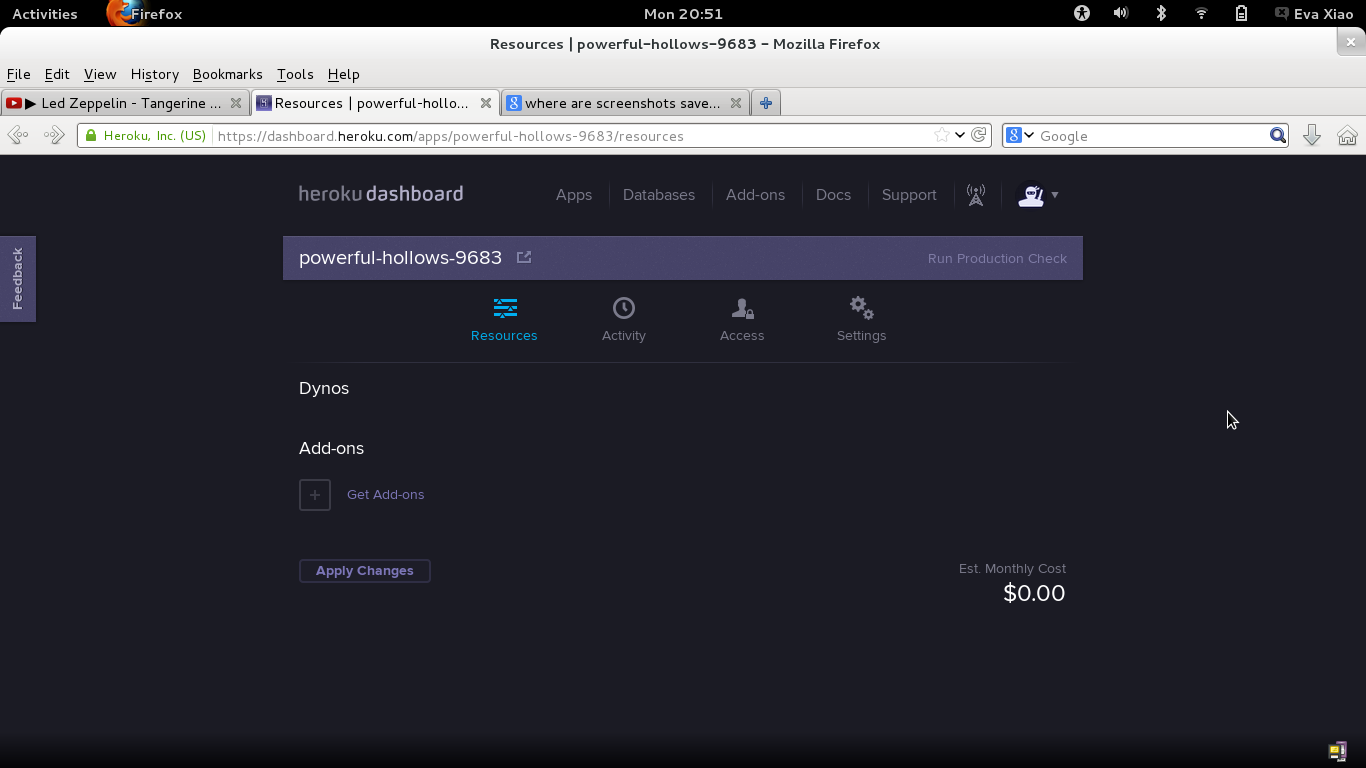 Activities Firefox Mon 20:51 Eva Xiao
Resources | powerful-hollows-9683 - Mozilla Firefox
File Edit View History Bookmarks Tools Help
▶ Led Zeppelin - Tangerine ... Resources | powerful-hollo... where are screenshots save...
Heroku, Inc. (US) https://dashboard.heroku.com/apps/powerful-hollows-9683/resources Google
heroku dashboard Apps Databases Add-ons Docs Support
Feedback
powerful-hollows-9683 Run Production Check
Resources Activity Access Settings
Dynos
Add-ons
+ Get Add-ons
Apply Changes Est. Monthly Cost
$0.00